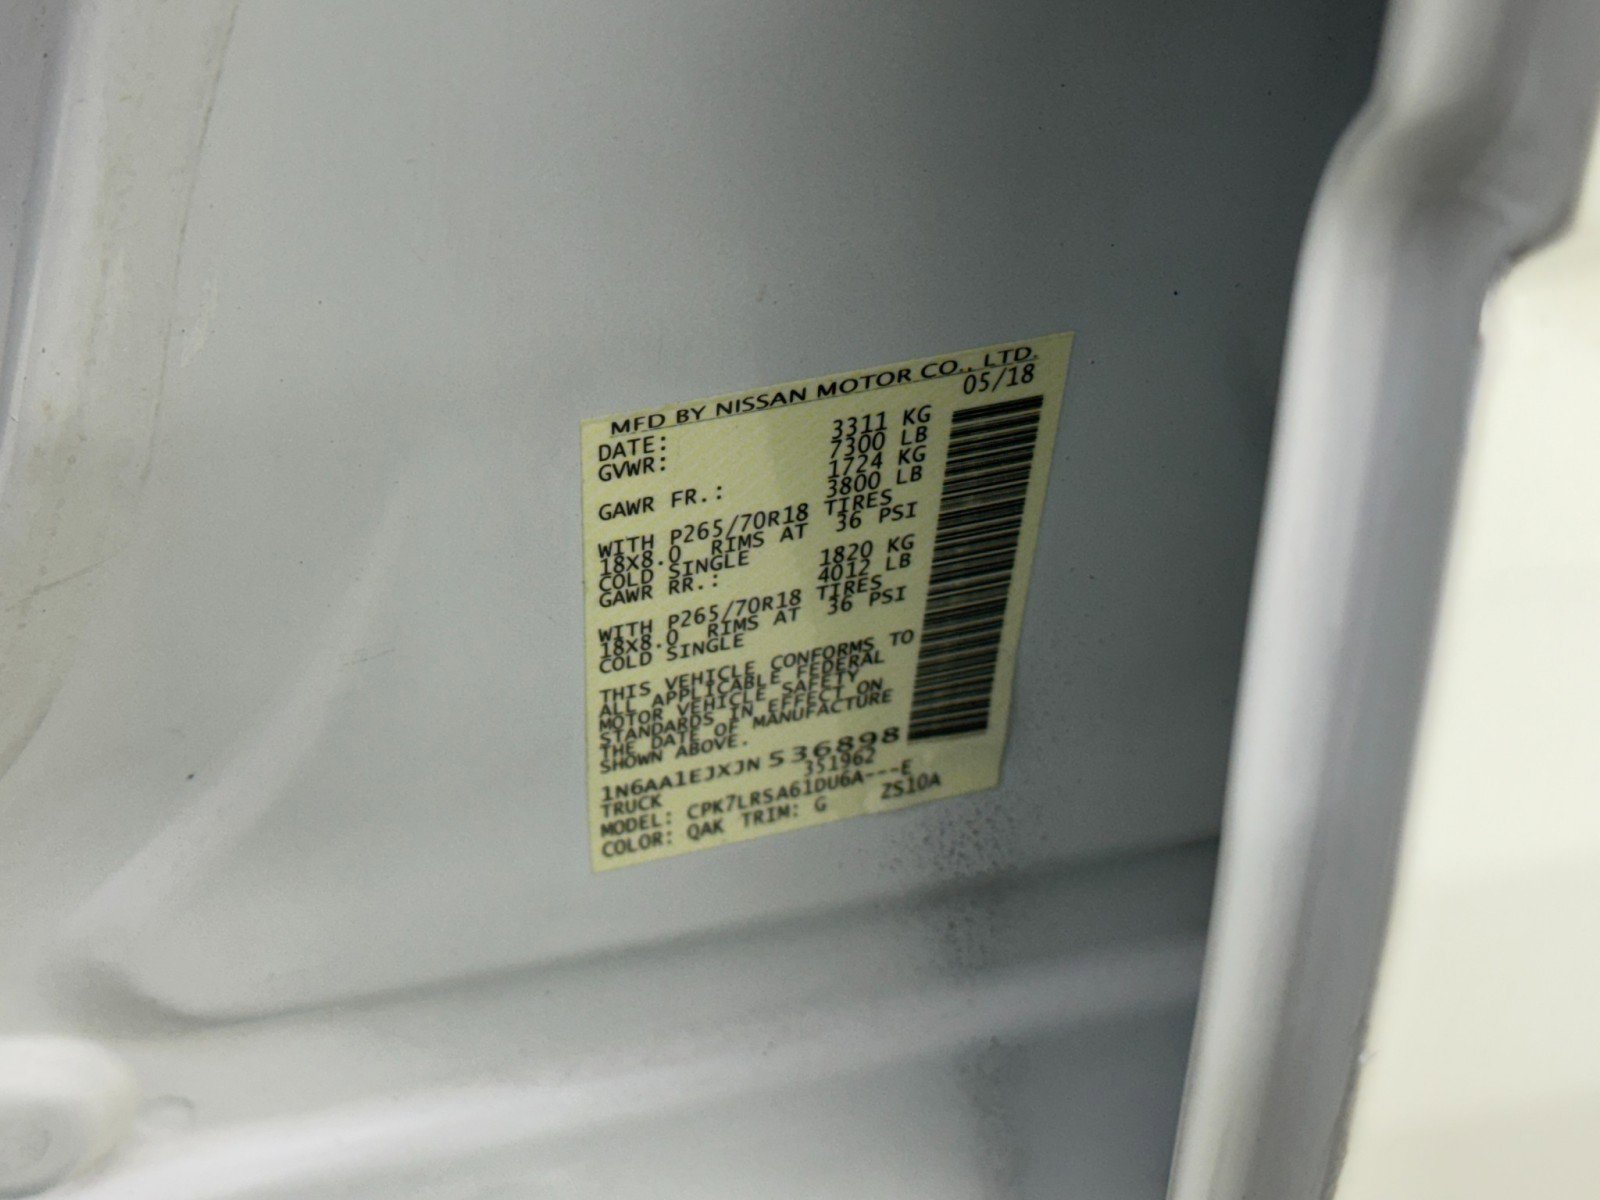 MFD BY NISSAN MOTOR CO., LTD.
DATE: 05/18
GVWR: 3311 KG
7300 LB
GAWR FR.: 1724 KG
3800 LB
WITH P265/70R18 TIRES
18X8.0 RIMS AT 36 PSI
COLD SINGLE
GAWR RR.: 1820 KG
4012 LB
WITH P265/70R18 TIRES
18X8.0 RIMS AT 36 PSI
COLD SINGLE
THIS VEHICLE CONFORMS TO
ALL APPLICABLE FEDERAL
MOTOR VEHICLE SAFETY
STANDARDS IN EFFECT ON
THE DATE OF MANUFACTURE
SHOWN ABOVE.
1N6AA1EJXJN 536898
TRUCK 351962
MODEL: CPK7LRSA61DU6A---E
COLOR: QAK TRIM: G ZS10A